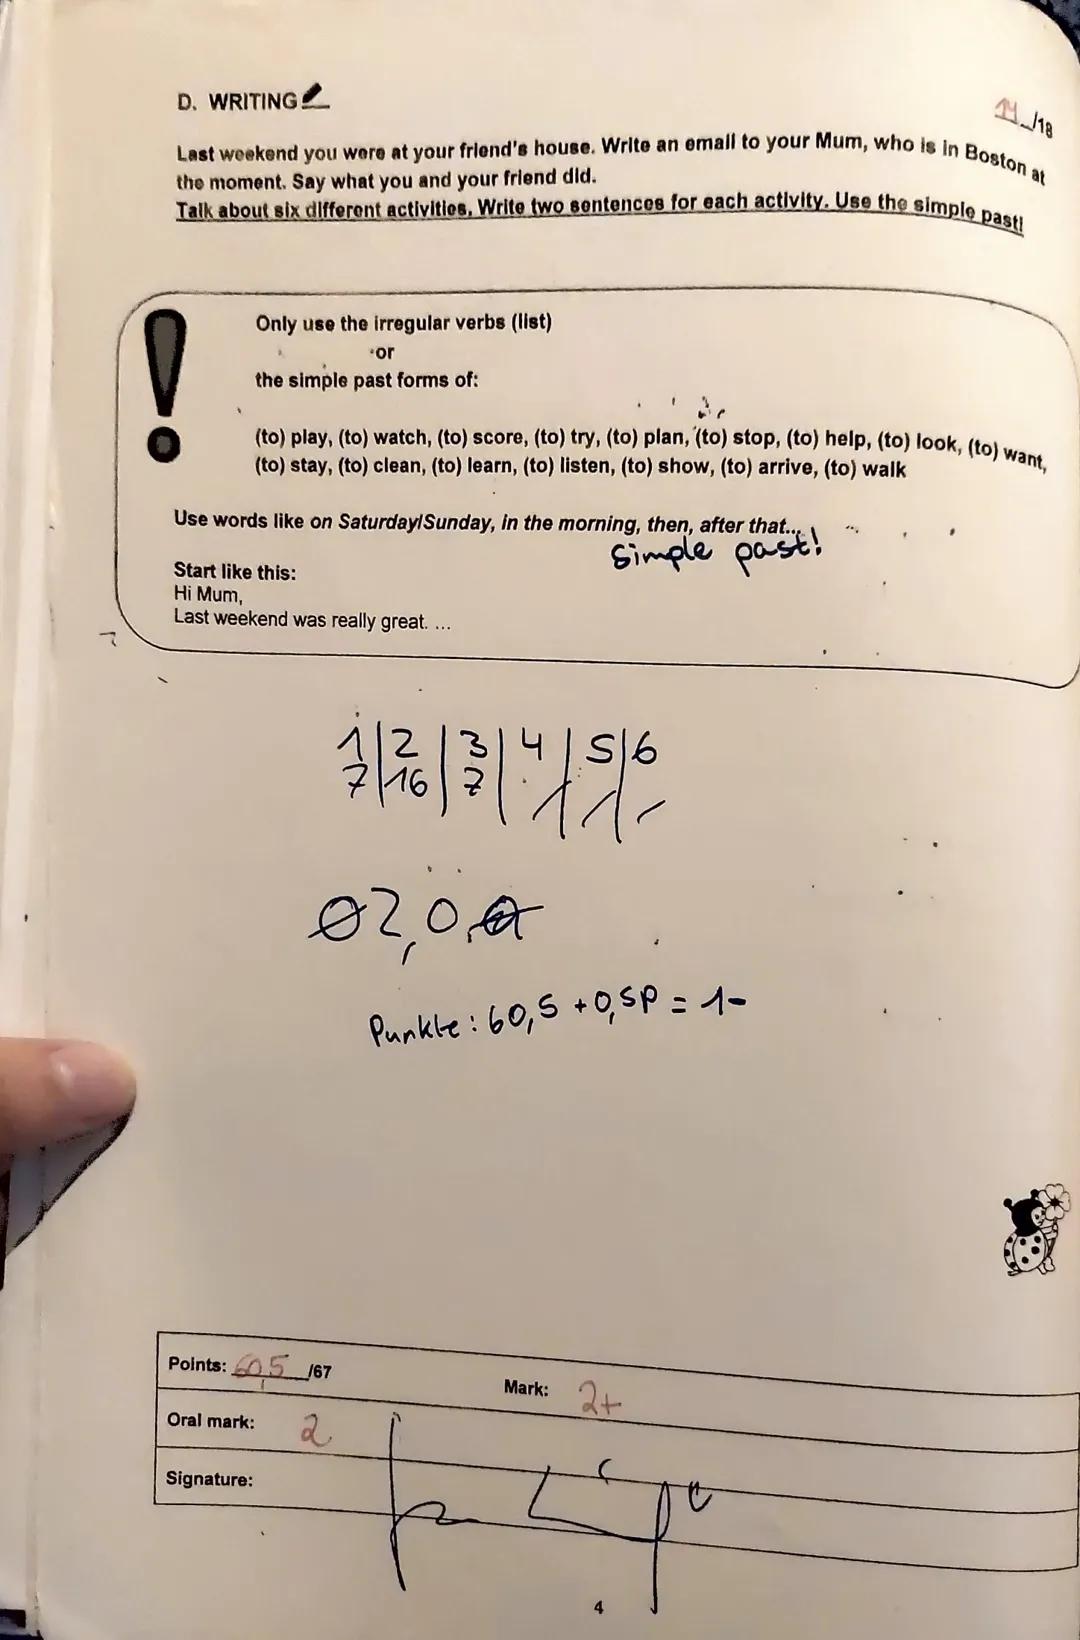 D. WRITING
14/18
Last weekend you were at your friend's house. Write an email to your Mum, who is in Boston at
the moment. Say what you and your friend did.
Talk about six different activities. Write two sentences for each activity. Use the simple past!
Only use the irregular verbs (list)
or
the simple past forms of:
(to) play, (to) watch, (to) score, (to) try, (to) plan, (to) stop, (to) help, (to) look, (to) want,
(to) stay, (to) clean, (to) learn, (to) listen, (to) show, (to) arrive, (to) walk
Use words like on Saturday/Sunday, in the morning, then, after that...
Simple past!
Start like this:
Hi Mum,
Last weekend was really great. ...
1 | 2 | 3 | 4 | 5 | 6
7 | 16 | 7 | / | / | /
Ø 2,0
Punkte: 60,5 + 0,5P = 1-
Points: 60,5 /67
Mark: 2+
Oral mark: 2
Signature:
4